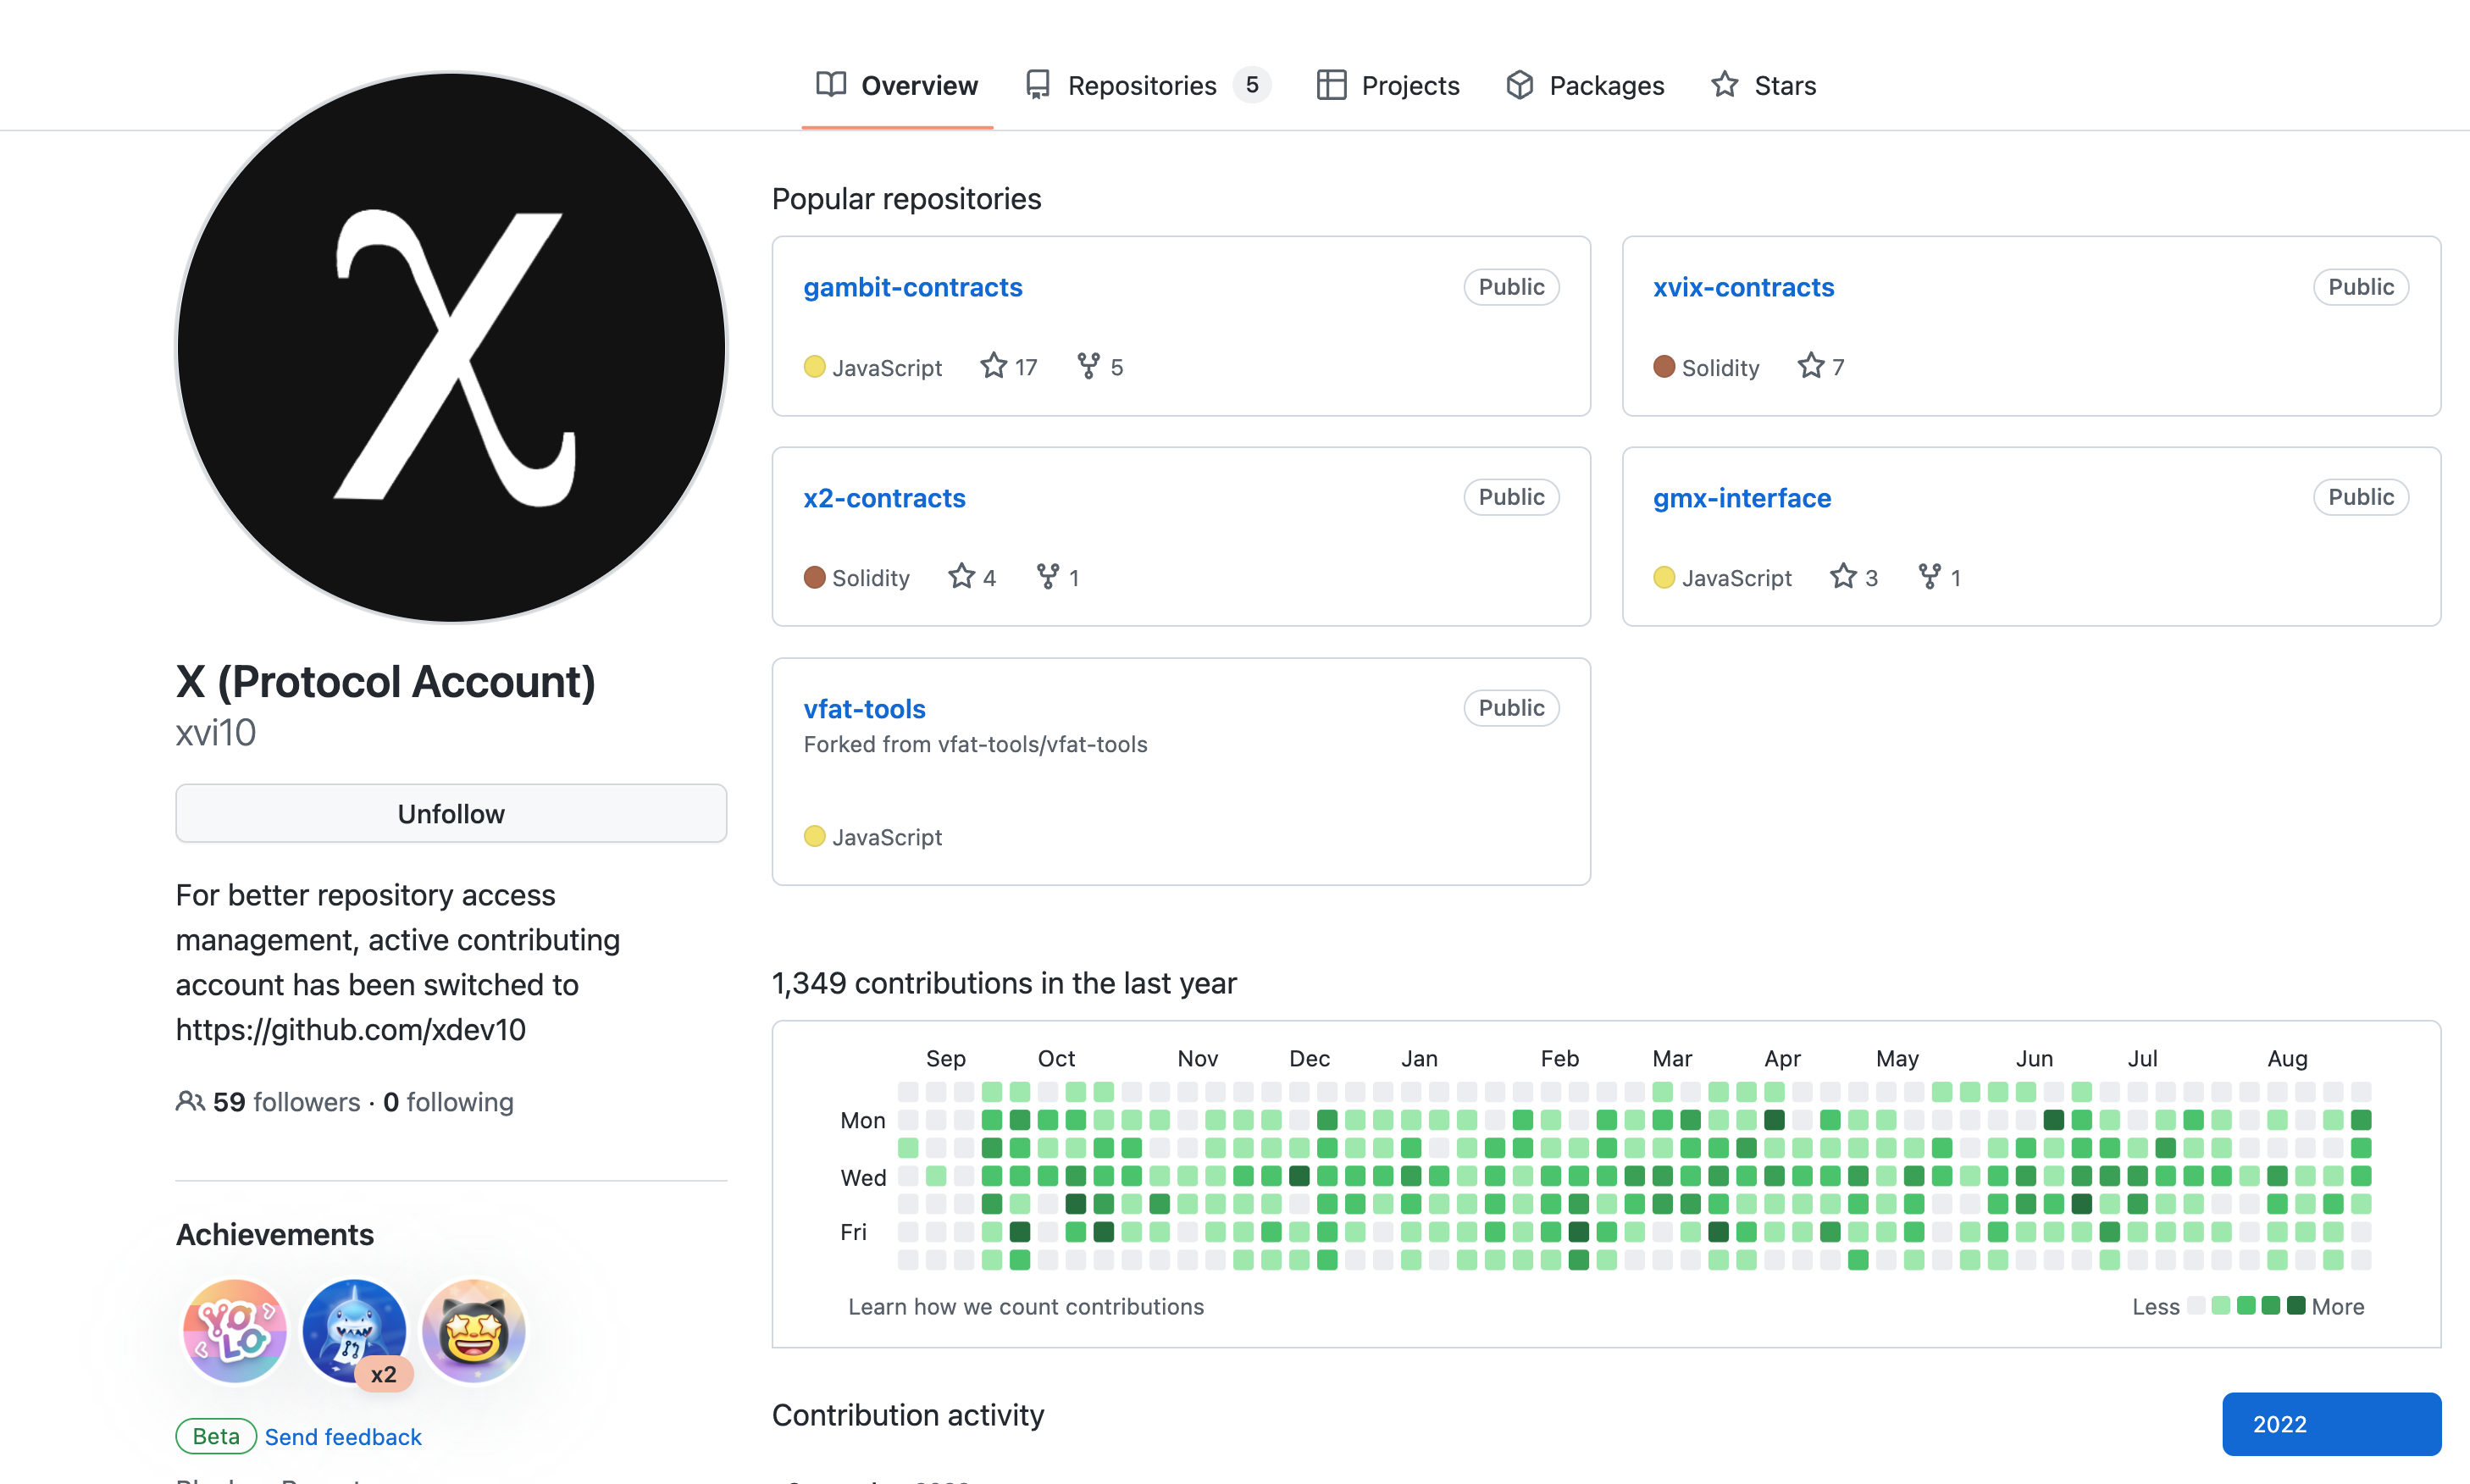 Overview Repositories 5 Projects Packages Stars
X (Protocol Account)
xvi10
Unfollow
For better repository access
management, active contributing
account has been switched to
https://github.com/xdev10
59 followers · 0 following
Achievements
YOLO
x2
Beta Send feedback
Popular repositories
gambit-contracts Public
JavaScript 17 5
xvix-contracts Public
Solidity 7
x2-contracts Public
Solidity 4 1
gmx-interface Public
JavaScript 3 1
vfat-tools Public
Forked from vfat-tools/vfat-tools
JavaScript
1,349 contributions in the last year
Sep Oct Nov Dec Jan Feb Mar Apr May Jun Jul Aug
Mon
Wed
Fri
Learn how we count contributions
Less More
Contribution activity
2022